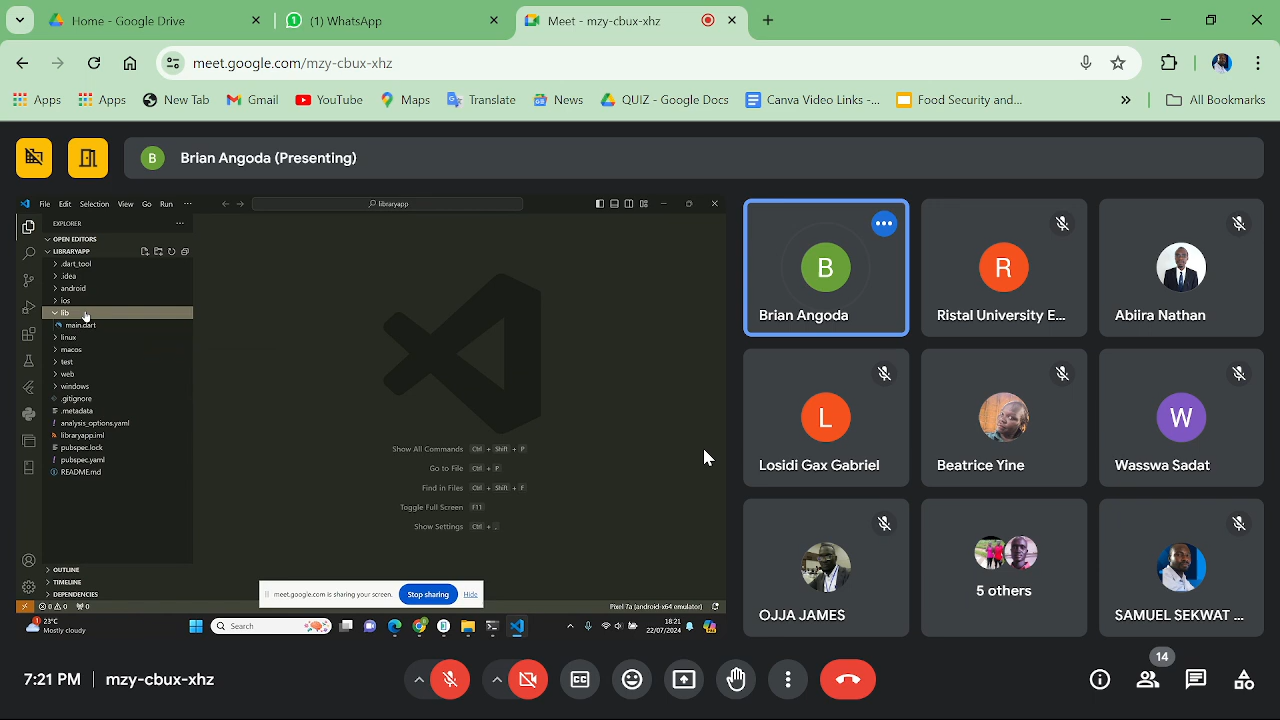 Home - Google Drive
(1) WhatsApp
Meet - mzy-cbux-xhz
meet.google.com/mzy-cbux-xhz
Apps
Apps
New Tab
Gmail
YouTube
Maps
Translate
News
QUIZ - Google Docs
Canva Video Links -...
Food Security and...
All Bookmarks
B
Brian Angoda (Presenting)
File Edit Selection View Go Run ...
libraryapp
EXPLORER
OPEN EDITORS
LIBRARYAPP
.dart_tool
.idea
android
ios
lib
main.dart
linux
macos
test
web
windows
.gitignore
.metadata
analysis_options.yaml
libraryapp.iml
pubspec.lock
pubspec.yaml
README.md
OUTLINE
TIMELINE
DEPENDENCIES
Show All Commands Ctrl + Shift + P
Go to File Ctrl + P
Find in Files Ctrl + Shift + F
Toggle Full Screen F11
Show Settings Ctrl + ,
meet.google.com is sharing your screen.
Stop sharing
Hide
0 0 0
Pixel 7a (android-x64 emulator)
23°C
Mostly cloudy
Search
18:21
22/07/2024
B
Brian Angoda
R
Ristal University E...
Abiira Nathan
L
Losidi Gax Gabriel
Beatrice Yine
W
Wasswa Sadat
OJJA JAMES
5 others
SAMUEL SEKWAT ...
7:21 PM
mzy-cbux-xhz
14